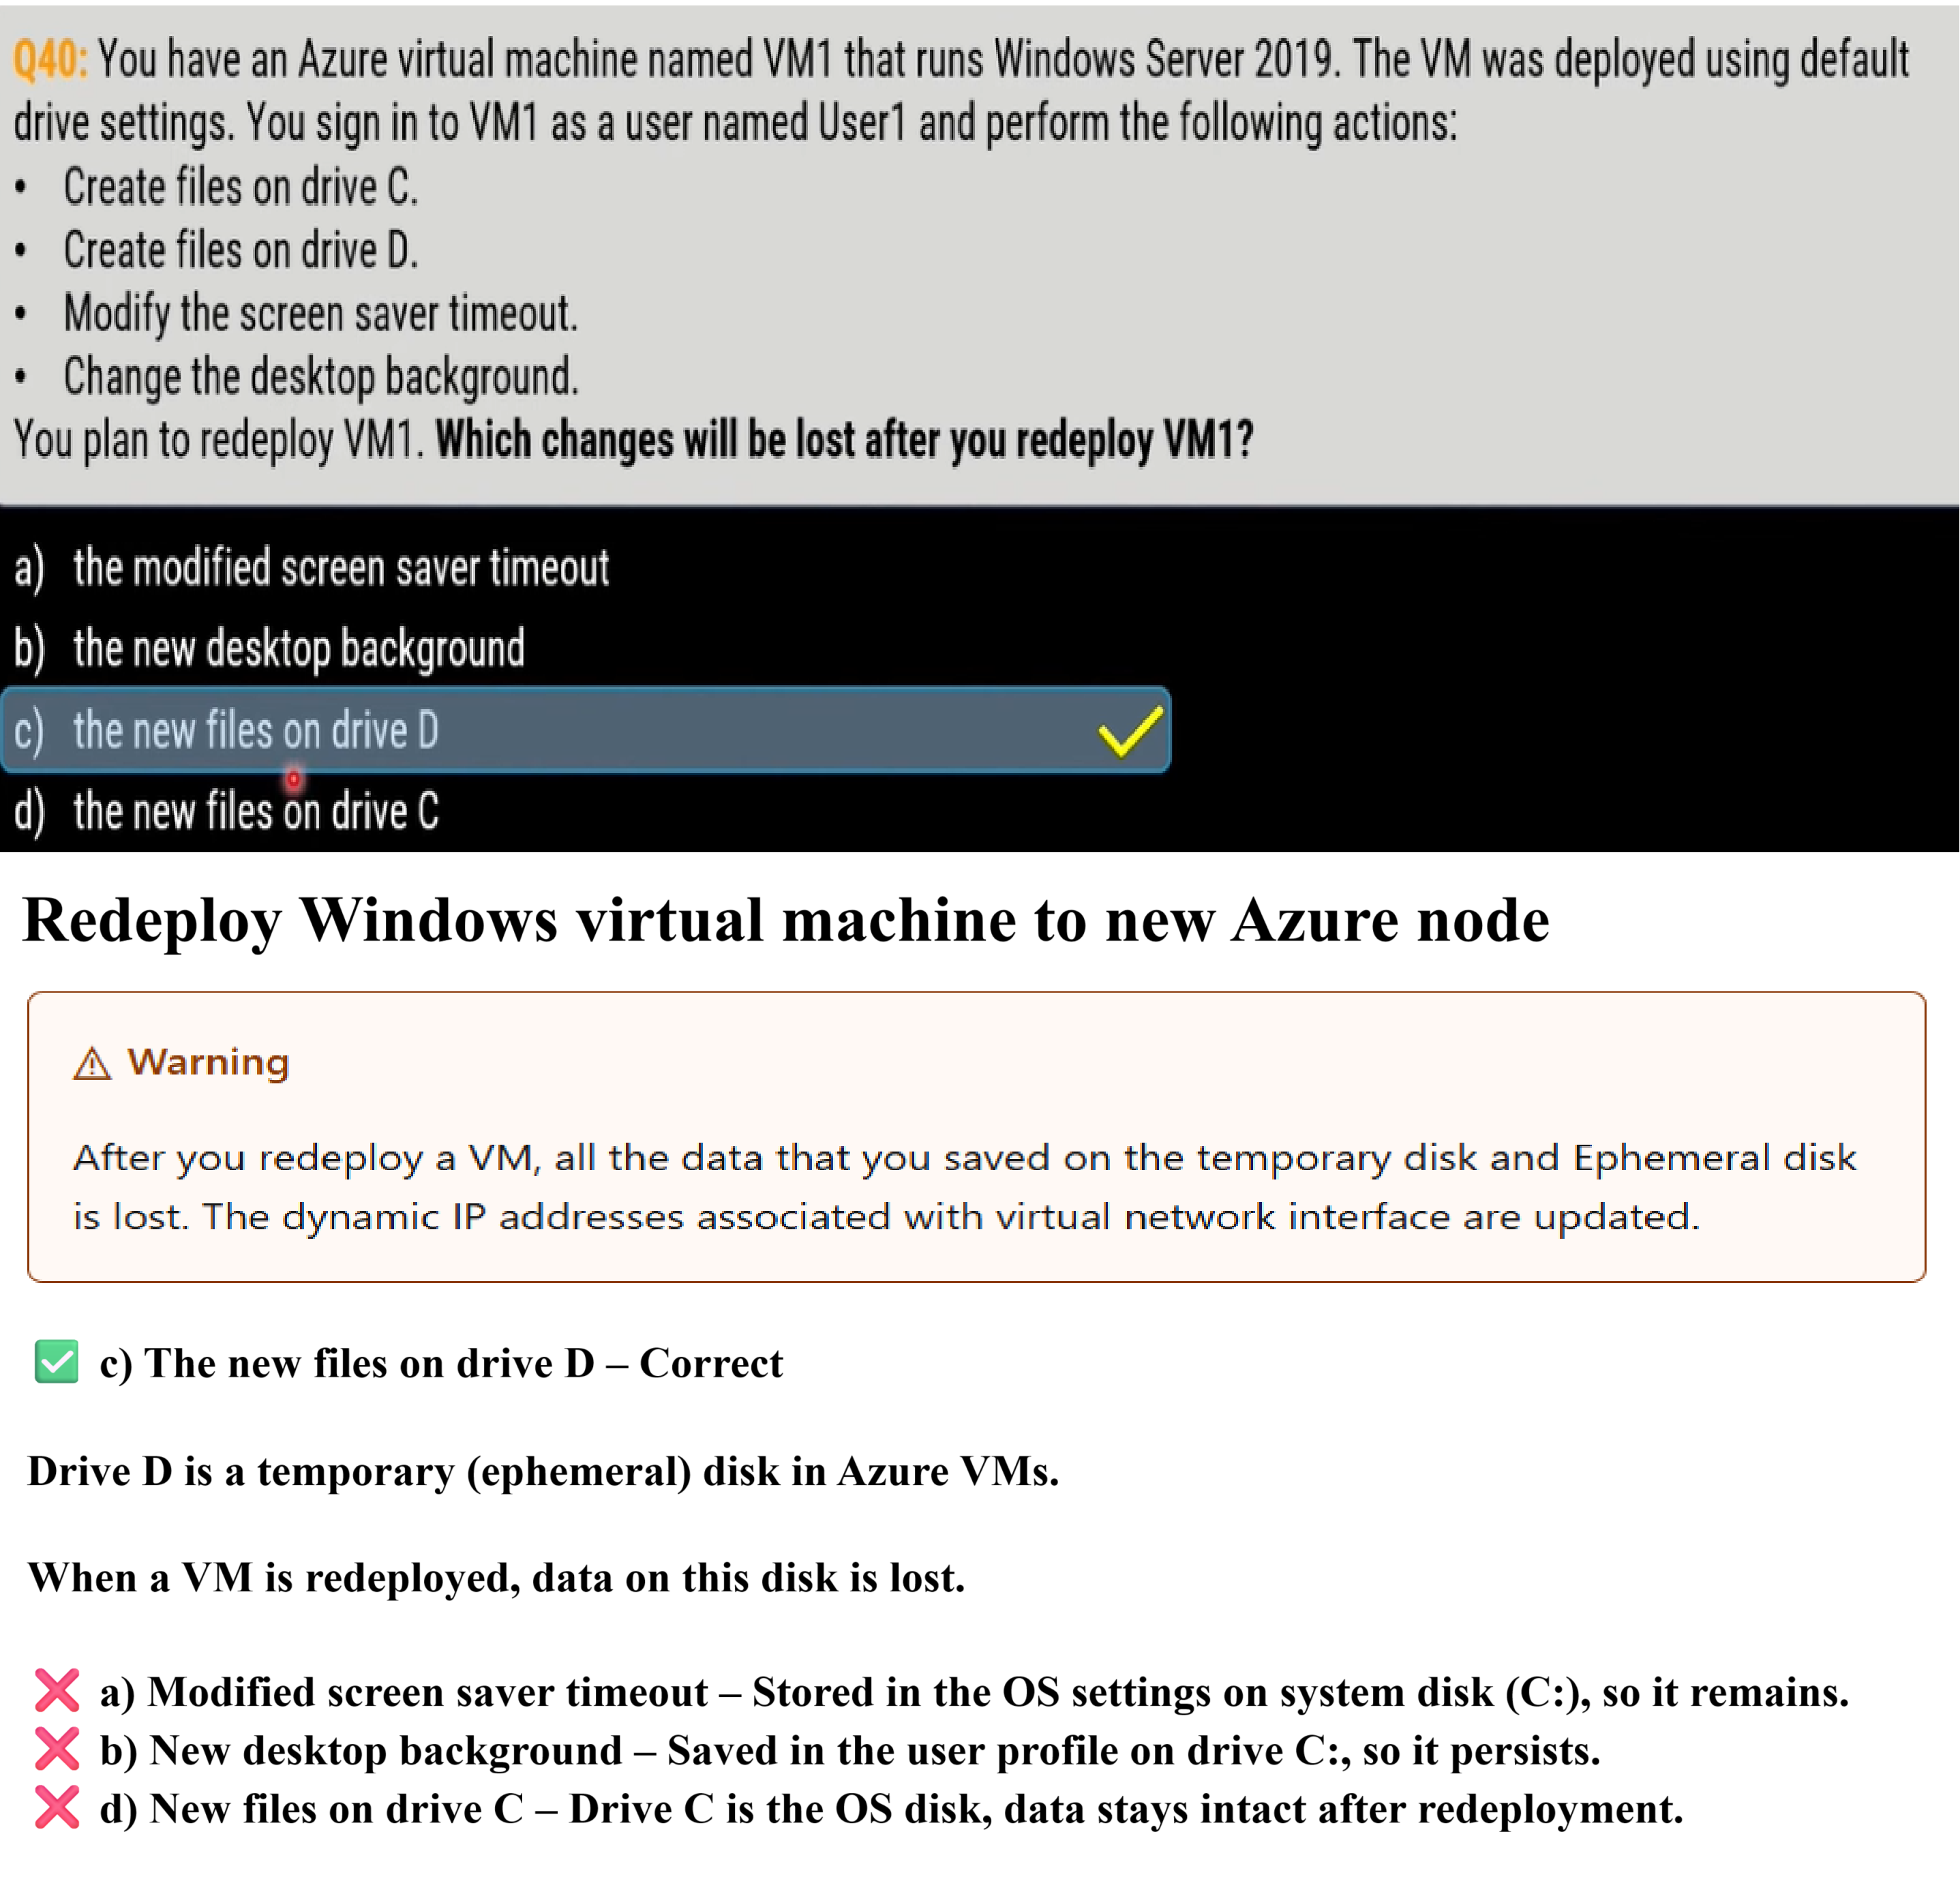 Q40: You have an Azure virtual machine named VM1 that runs Windows Server 2019. The VM was deployed using default
drive settings. You sign in to VM1 as a user named User1 and perform the following actions:
• Create files on drive C.
• Create files on drive D.
• Modify the screen saver timeout.
• Change the desktop background.
You plan to redeploy VM1. Which changes will be lost after you redeploy VM1?
a) the modified screen saver timeout
b) the new desktop background
c) the new files on drive D
d) the new files on drive C
Redeploy Windows virtual machine to new Azure node
⚠ Warning
After you redeploy a VM, all the data that you saved on the temporary disk and Ephemeral disk
is lost. The dynamic IP addresses associated with virtual network interface are updated.
✅ c) The new files on drive D – Correct
Drive D is a temporary (ephemeral) disk in Azure VMs.
When a VM is redeployed, data on this disk is lost.
❌ a) Modified screen saver timeout – Stored in the OS settings on system disk (C:), so it remains.
❌ b) New desktop background – Saved in the user profile on drive C:, so it persists.
❌ d) New files on drive C – Drive C is the OS disk, data stays intact after redeployment.